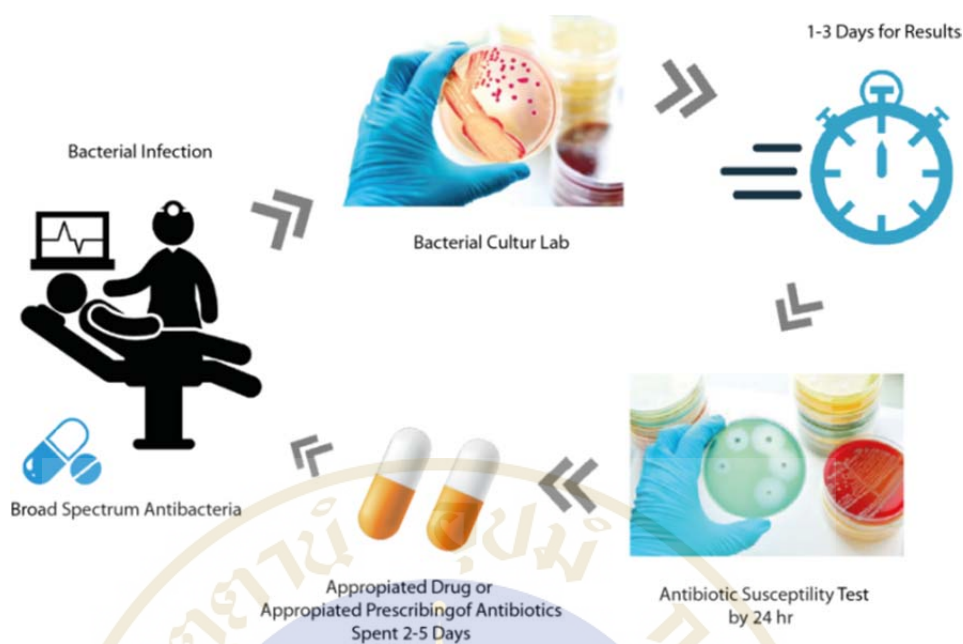 1-3 Days for Results
Bacterial Infection
Bacterial Cultur Lab
Broad Spectrum Antibacteria
Appropiated Drug or
Appropiated Prescribingof Antibiotics
Spent 2-5 Days
Antibiotic Susceptility Test
by 24 hr